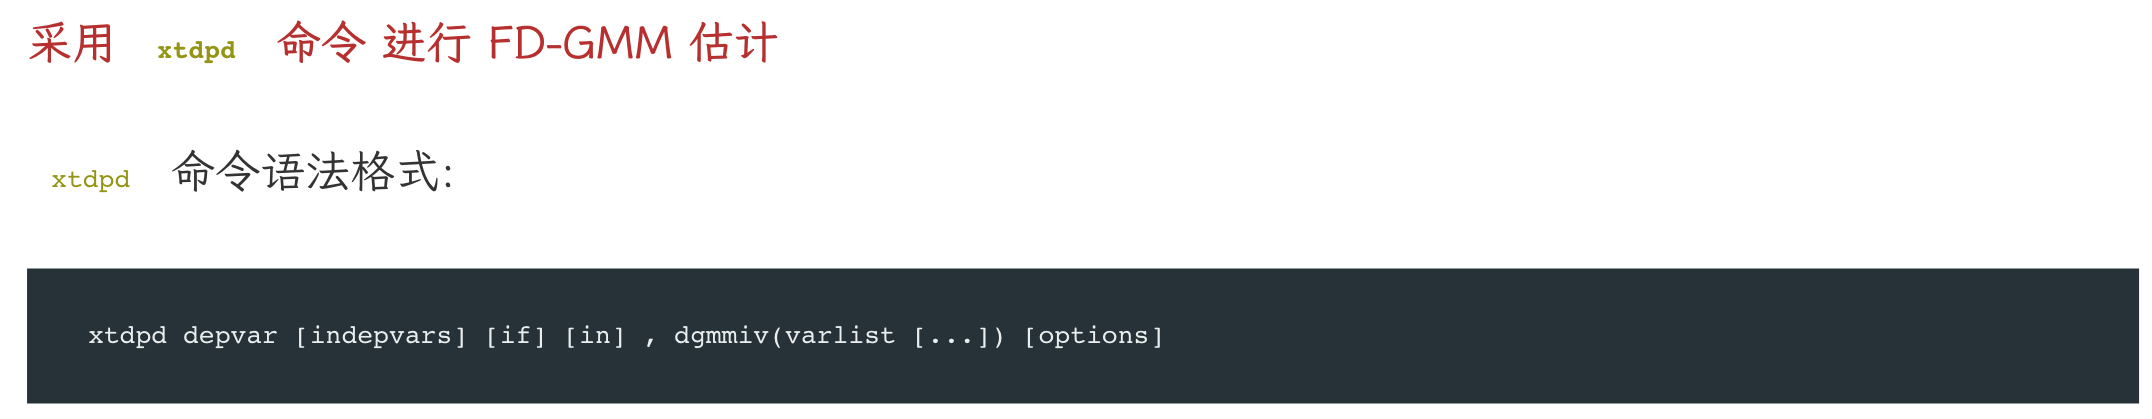 采用 xtdpd 命令 进行 FD-GMM 估计
xtdpd 命令语法格式:
xtdpd depvar [indepvars] [if] [in] , dgmmiv(varlist [...]) [options]